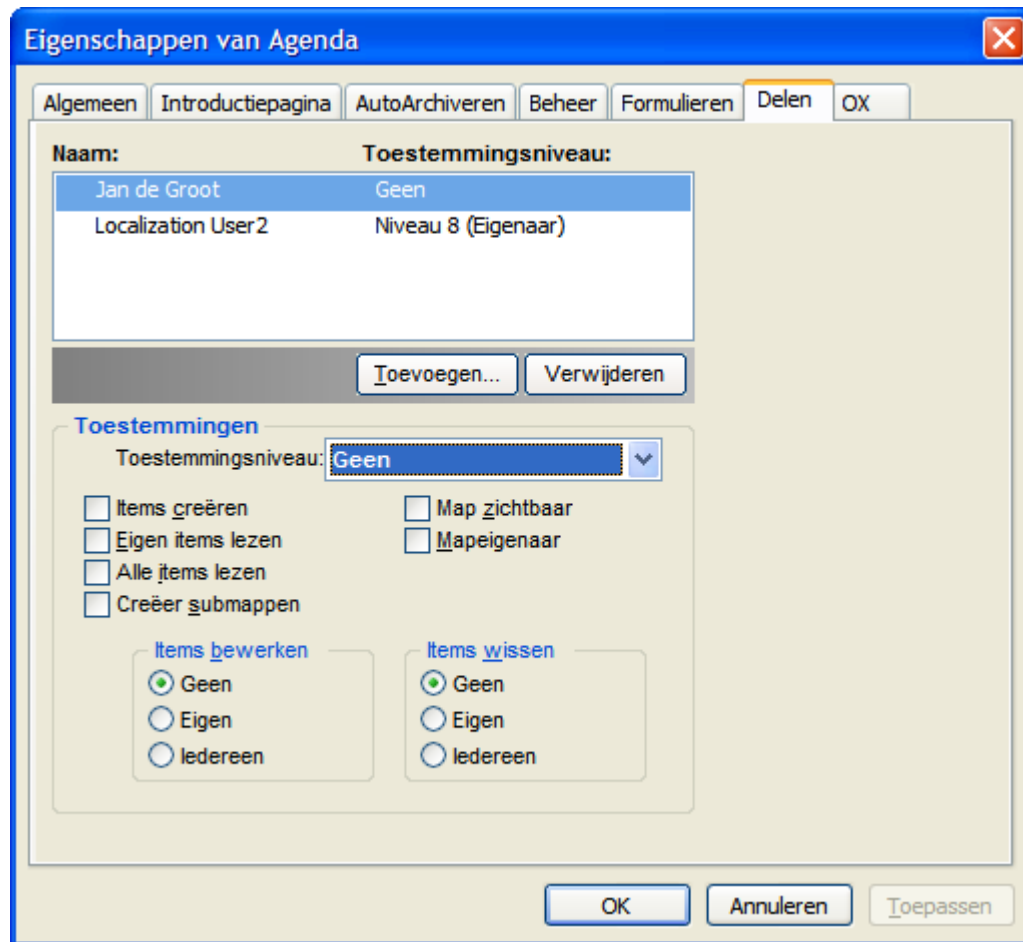 Eigenschappen van Agenda
Algemeen Introductiepagina AutoArchiveren Beheer Formulieren Delen OX
Naam: Toestemmingsniveau:
Jan de Groot Geen
Localization User2 Niveau 8 (Eigenaar)
Toevoegen... Verwijderen
Toestemmingen
Toestemmingsniveau: Geen
Items creëren Map zichtbaar
Eigen items lezen Mapeigenaar
Alle items lezen
Creëer submappen
Items bewerken Items wissen
Geen Geen
Eigen Eigen
Iedereen Iedereen
OK Annuleren Toepassen